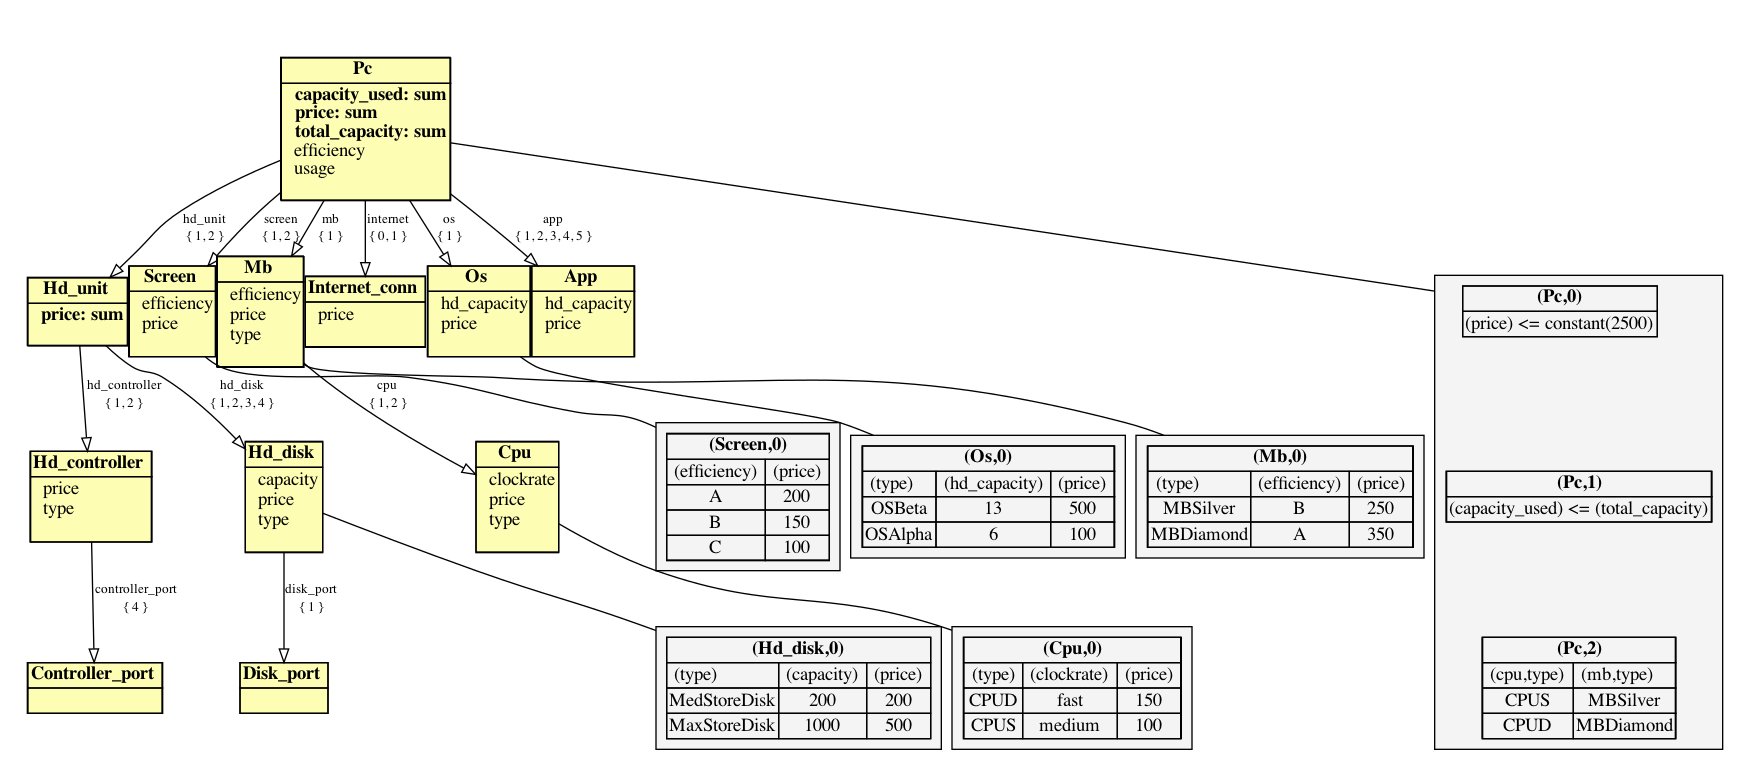 Pc
capacity_used: sum
price: sum
total_capacity: sum
efficiency
usage
hd_unit
{ 1, 2 }
screen
{ 1, 2 }
mb
{ 1 }
internet
{ 0, 1 }
os
{ 1 }
app
{ 1, 2, 3, 4, 5 }
Hd_unit
price: sum
Screen
efficiency
price
Mb
efficiency
price
type
Internet_conn
price
Os
hd_capacity
price
App
hd_capacity
price
hd_controller
{ 1, 2 }
hd_disk
{ 1, 2, 3, 4 }
cpu
{ 1, 2 }
Hd_controller
price
type
Hd_disk
capacity
price
type
Cpu
clockrate
price
type
controller_port
{ 4 }
disk_port
{ 1 }
Controller_port
Disk_port
(Screen,0)
(efficiency) (price)
A 200
B 150
C 100
(Os,0)
(type) (hd_capacity) (price)
OSBeta 13 500
OSAlpha 6 100
(Mb,0)
(type) (efficiency) (price)
MBSilver B 250
MBDiamond A 350
(Hd_disk,0)
(type) (capacity) (price)
MedStoreDisk 200 200
MaxStoreDisk 1000 500
(Cpu,0)
(type) (clockrate) (price)
CPUD fast 150
CPUS medium 100
(Pc,0)
(price) <= constant(2500)
(Pc,1)
(capacity_used) <= (total_capacity)
(Pc,2)
(cpu,type) (mb,type)
CPUS MBSilver
CPUD MBDiamond